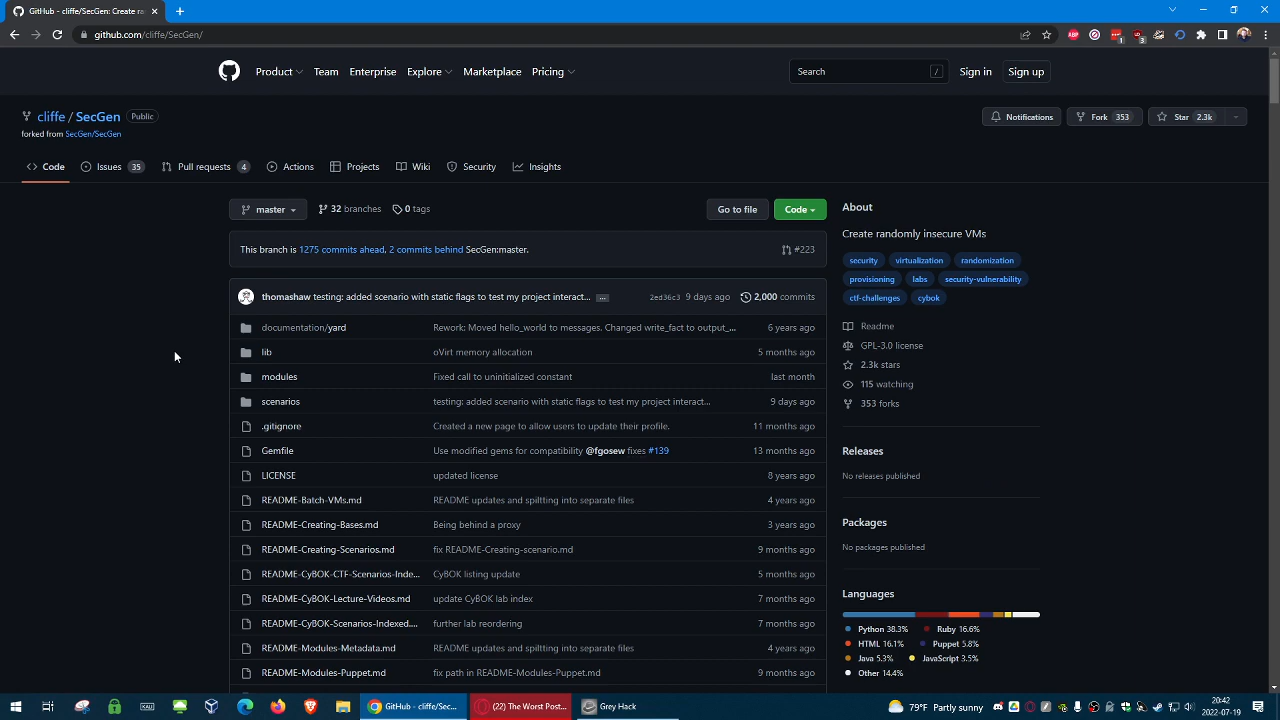 GitHub - cliffe/SecGen: Create ra
github.com/cliffe/SecGen/
Product Team Enterprise Explore Marketplace Pricing
Search /
Sign in Sign up
cliffe / SecGen Public
forked from SecGen/SecGen
Notifications Fork 353 Star 2.3k
Code Issues 35 Pull requests 4 Actions Projects Wiki Security Insights
master 32 branches 0 tags Go to file Code
This branch is 1275 commits ahead, 2 commits behind SecGen:master. #223
thomashaw testing: added scenario with static flags to test my project interact... ... 2ed36c3 9 days ago 2,000 commits
documentation/yard Rework: Moved hello_world to messages. Changed write_fact to output_... 6 years ago
lib oVirt memory allocation 5 months ago
modules Fixed call to uninitialized constant last month
scenarios testing: added scenario with static flags to test my project interact... 9 days ago
.gitignore Created a new page to allow users to update their profile. 11 months ago
Gemfile Use modified gems for compatibility @fgosew fixes #139 13 months ago
LICENSE updated license 8 years ago
README-Batch-VMs.md README updates and spiltting into separate files 4 years ago
README-Creating-Bases.md Being behind a proxy 3 years ago
README-Creating-Scenarios.md fix README-Creating-scenario.md 9 months ago
README-CyBOK-CTF-Scenarios-Inde... CyBOK listing update 5 months ago
README-CyBOK-Lecture-Videos.md update CyBOK lab index 7 months ago
README-CyBOK-Scenarios-Indexed.... further lab reordering 7 months ago
README-Modules-Metadata.md README updates and spiltting into separate files 4 years ago
README-Modules-Puppet.md fix path in README-Modules-Puppet.md 9 months ago
About
Create randomly insecure VMs
security virtualization randomization
provisioning labs security-vulnerability
ctf-challenges cybok
Readme
GPL-3.0 license
2.3k stars
115 watching
353 forks
Releases
No releases published
Packages
No packages published
Languages
Python 38.3% Ruby 16.6%
HTML 16.1% Puppet 5.8%
Java 5.3% JavaScript 3.5%
Other 14.4%
GitHub - cliffe/Sec... (22) The Worst Post... Grey Hack 79°F Partly sunny 20:42
2022-07-19